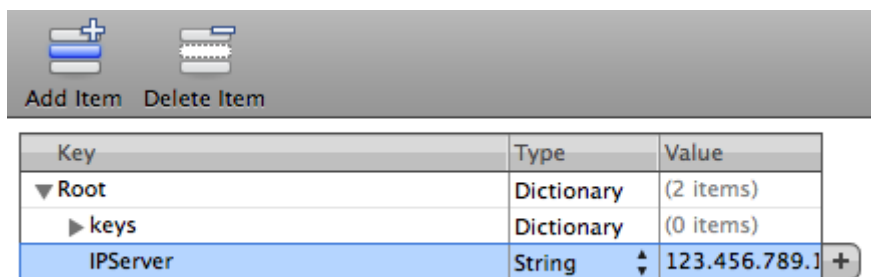 Add Item Delete Item
Key Type Value
Root Dictionary (2 items)
keys Dictionary (0 items)
IPServer String 123.456.789.1